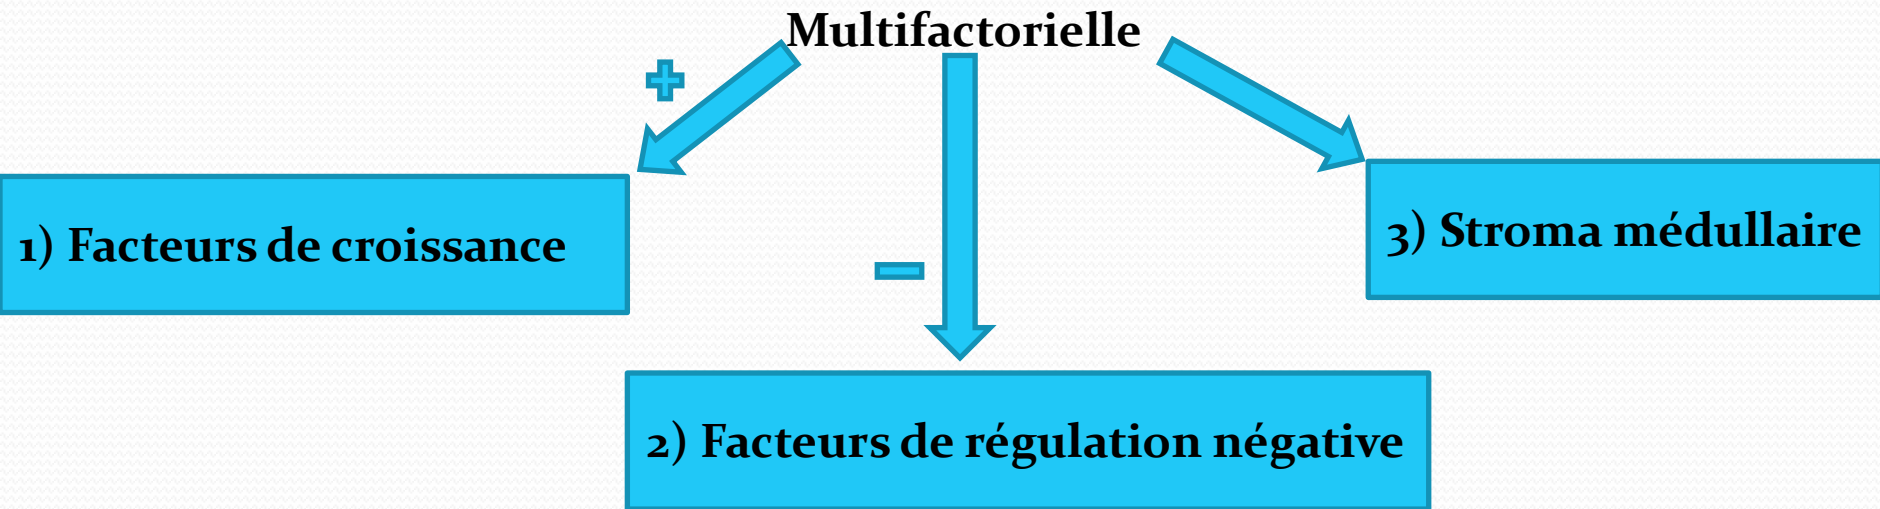 Multifactorielle
1) Facteurs de croissance
3) Stroma médullaire
2) Facteurs de régulation négative